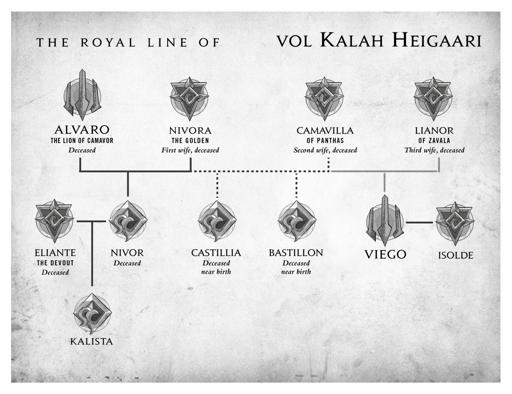 THE ROYAL LINE OF VOL KALAH HEIGAARI
ALVARO
THE LION OF CAMAVOR
Deceased
NIVORA
THE GOLDEN
First wife, deceased
CAMAVILLA
OF PANTHAS
Second wife, deceased
LIANOR
OF ZAVALA
Third wife, deceased
ELIANTE
THE DEVOUT
Deceased
NIVOR
Deceased
CASTILLIA
Deceased
near birth
BASTILLON
Deceased
near birth
VIEGO
ISOLDE
KALISTA